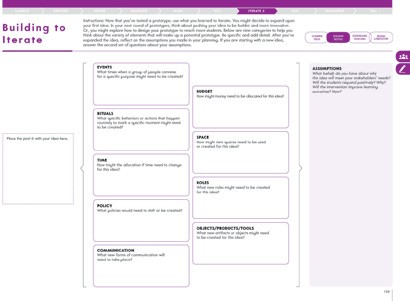 ITERATE II
Building to
Iterate
Instructions: Now that you've tested a prototype, use what you learned to iterate. You might decide to expand upon
your first idea. In your next round of prototypes, think about pushing your idea to be bolder and more innovative.
Or, you might explore how to design your prototype to reach more students. Below are nine categories to help you
think about the variety of elements that will make up a potential prototype. Be specific and add detail. After you've
expanded the idea, reflect on the assumptions you made in your planning. If you are starting with a new idea,
answer the second set of questions about your assumptions.
Place the post-it with your idea here.
EVENTS
What times when a group of people convene
for a specific purpose might need to be created?
RITUALS
What specific behaviors or actions that happen
routinely to mark a specific moment might need
to be created?
TIME
How might the allocation of time need to change
for this idea?
POLICY
What policies would need to shift or be created?
COMMUNICATION
What new forms of communication will
need to take place?
BUDGET
How might money need to be allocated for this idea?
SPACE
How might new spaces need to be used
or created for this idea?
ROLES
What new roles might need to be created
for this idea?
OBJECTS/PRODUCTS/TOOLS
What new artifacts or objects might need
to be created for this idea?
ASSUMPTIONS
What beliefs do you have about why
the idea will meet your stakeholders' needs?
Will the students respond positively? Why?
Will the intervention improve learning
outcomes? How?